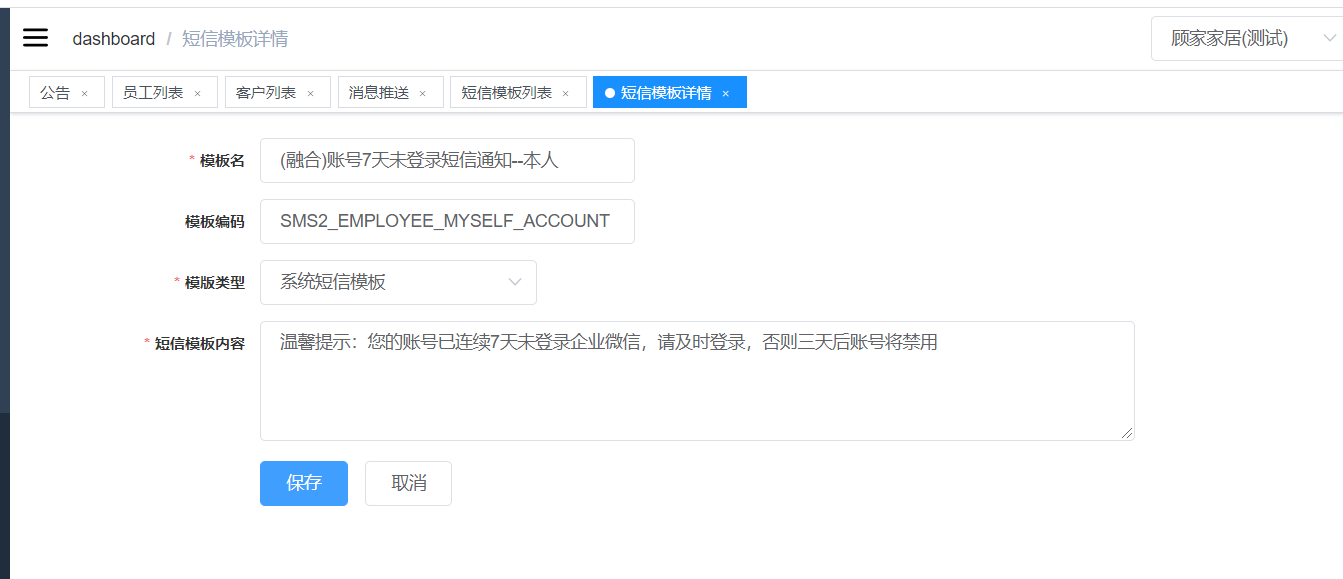 dashboard / 短信模板详情
顾家家居(测试)
公告 × 员工列表 × 客户列表 × 消息推送 × 短信模板列表 × 短信模板详情 ×
* 模板名 (融合)账号7天未登录短信通知--本人
模板编码 SMS2_EMPLOYEE_MYSELF_ACCOUNT
* 模版类型 系统短信模板
* 短信模板内容 温馨提示：您的账号已连续7天未登录企业微信，请及时登录，否则三天后账号将禁用
保存 取消